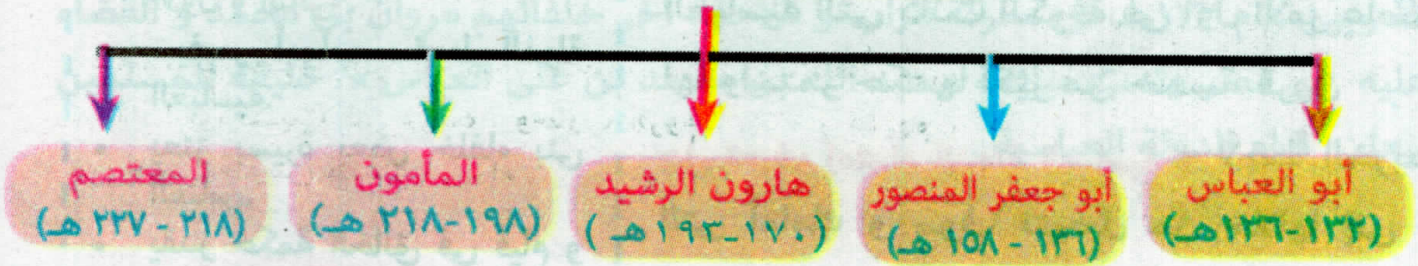 أبو العباس
(١٣٢-١٣٦هـ)
أبو جعفر المنصور
(١٣٦ - ١٥٨ هـ)
هارون الرشيد
(١٧٠-١٩٣هـ )
المأمون
(١٩٨-٢١٨ هـ)
المعتصم
(٢١٨ - ٢٢٧ هـ)